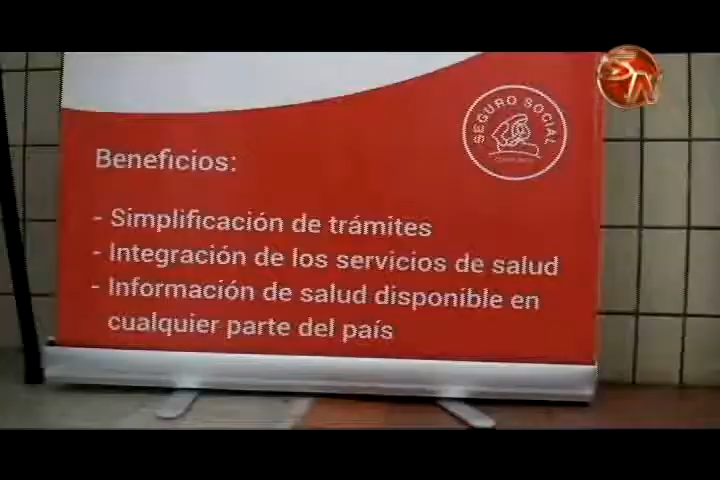 SEGURO SOCIAL
Beneficios:
- Simplificación de trámites
- Integración de los servicios de salud
- Información de salud disponible en
cualquier parte del país